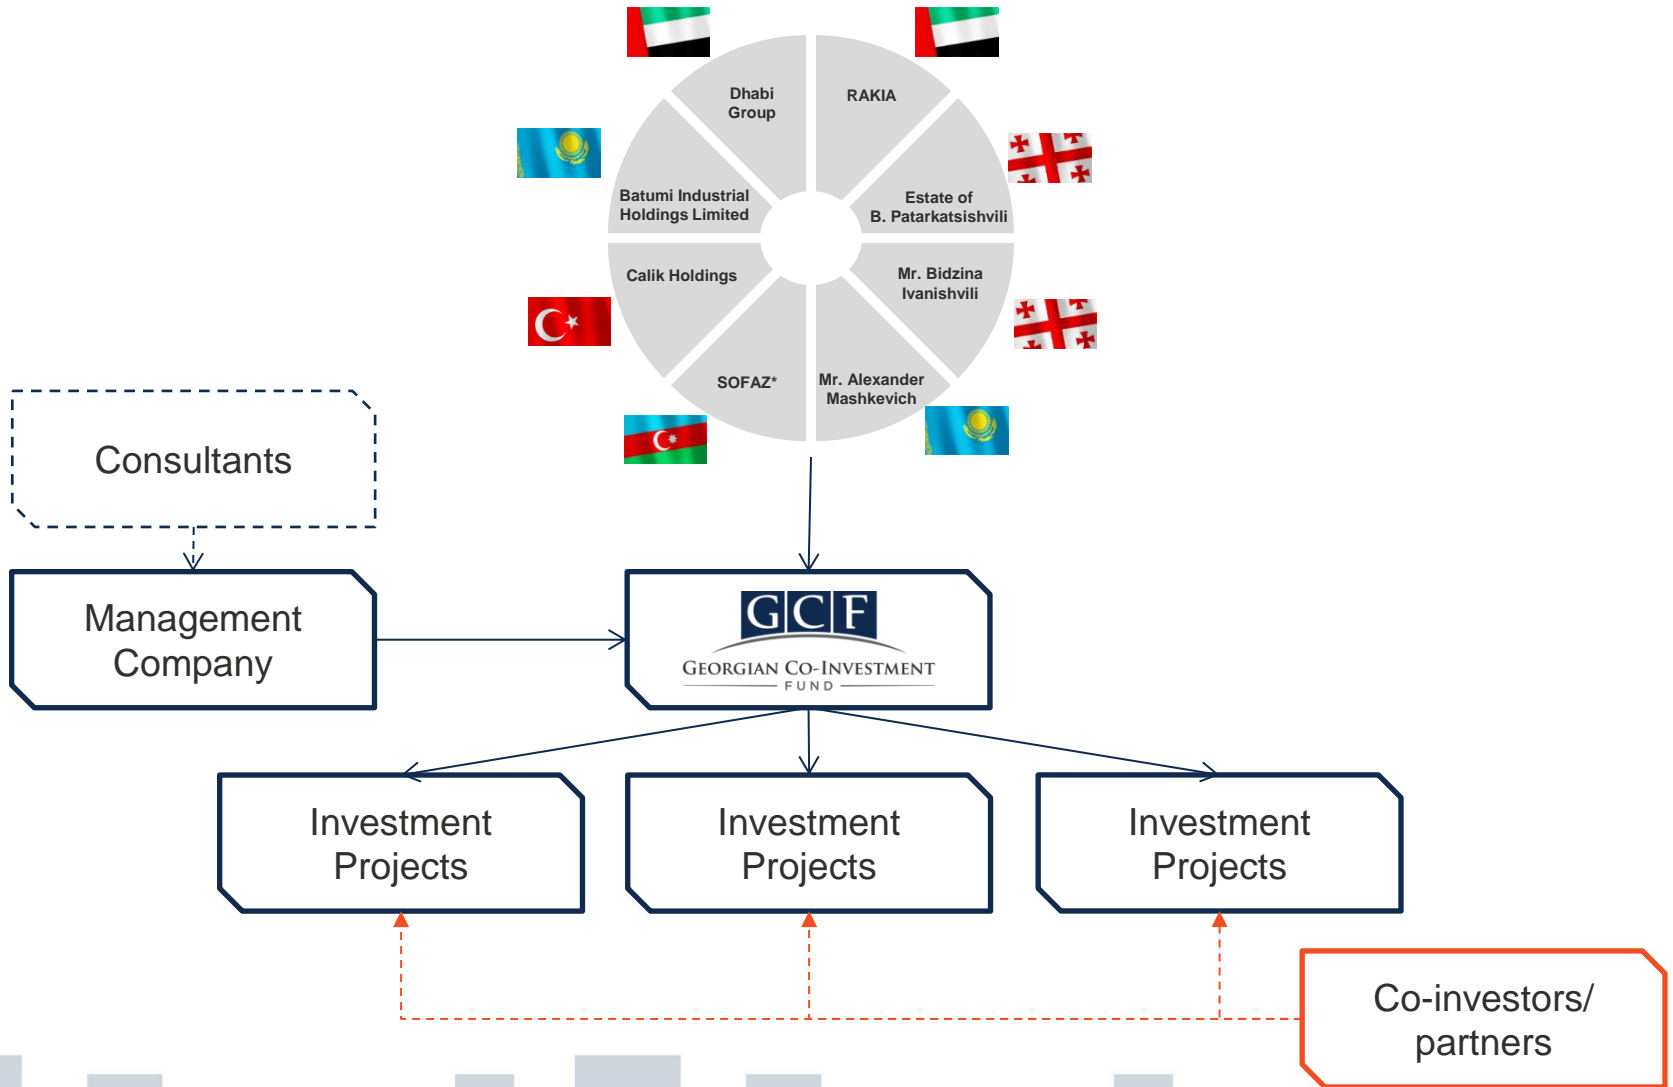 Dhabi
Group
RAKIA
Batumi Industrial
Holdings Limited
Estate of
B. Patarkatsishvili
Calik Holdings
Mr. Bidzina
Ivanishvili
SOFAZ*
Mr. Alexander
Mashkevich
Consultants
Management
Company
GCF
GEORGIAN CO-INVESTMENT
FUND
Investment
Projects
Investment
Projects
Investment
Projects
Co-investors/
partners